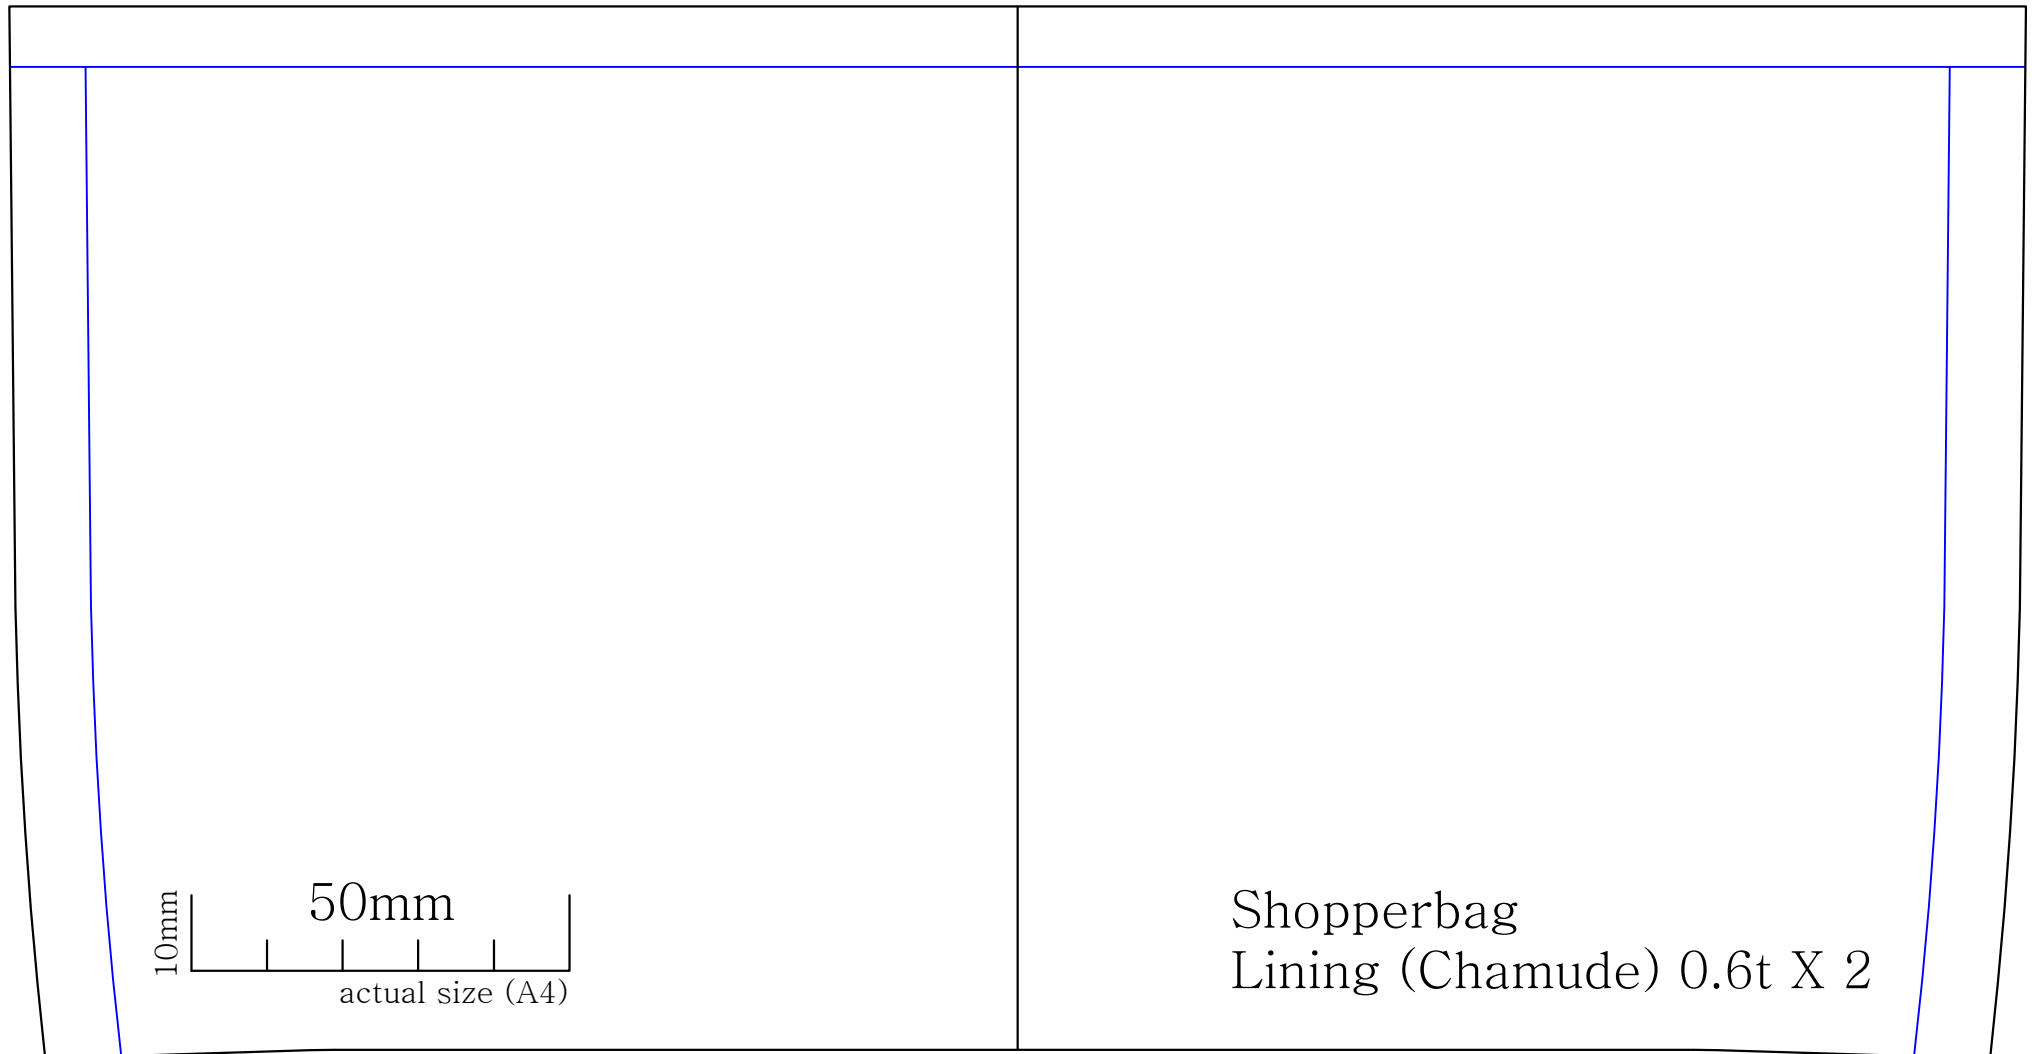 50mm
10mm
actual size (A4)
Shopperbag
Lining (Chamude) 0.6t X 2